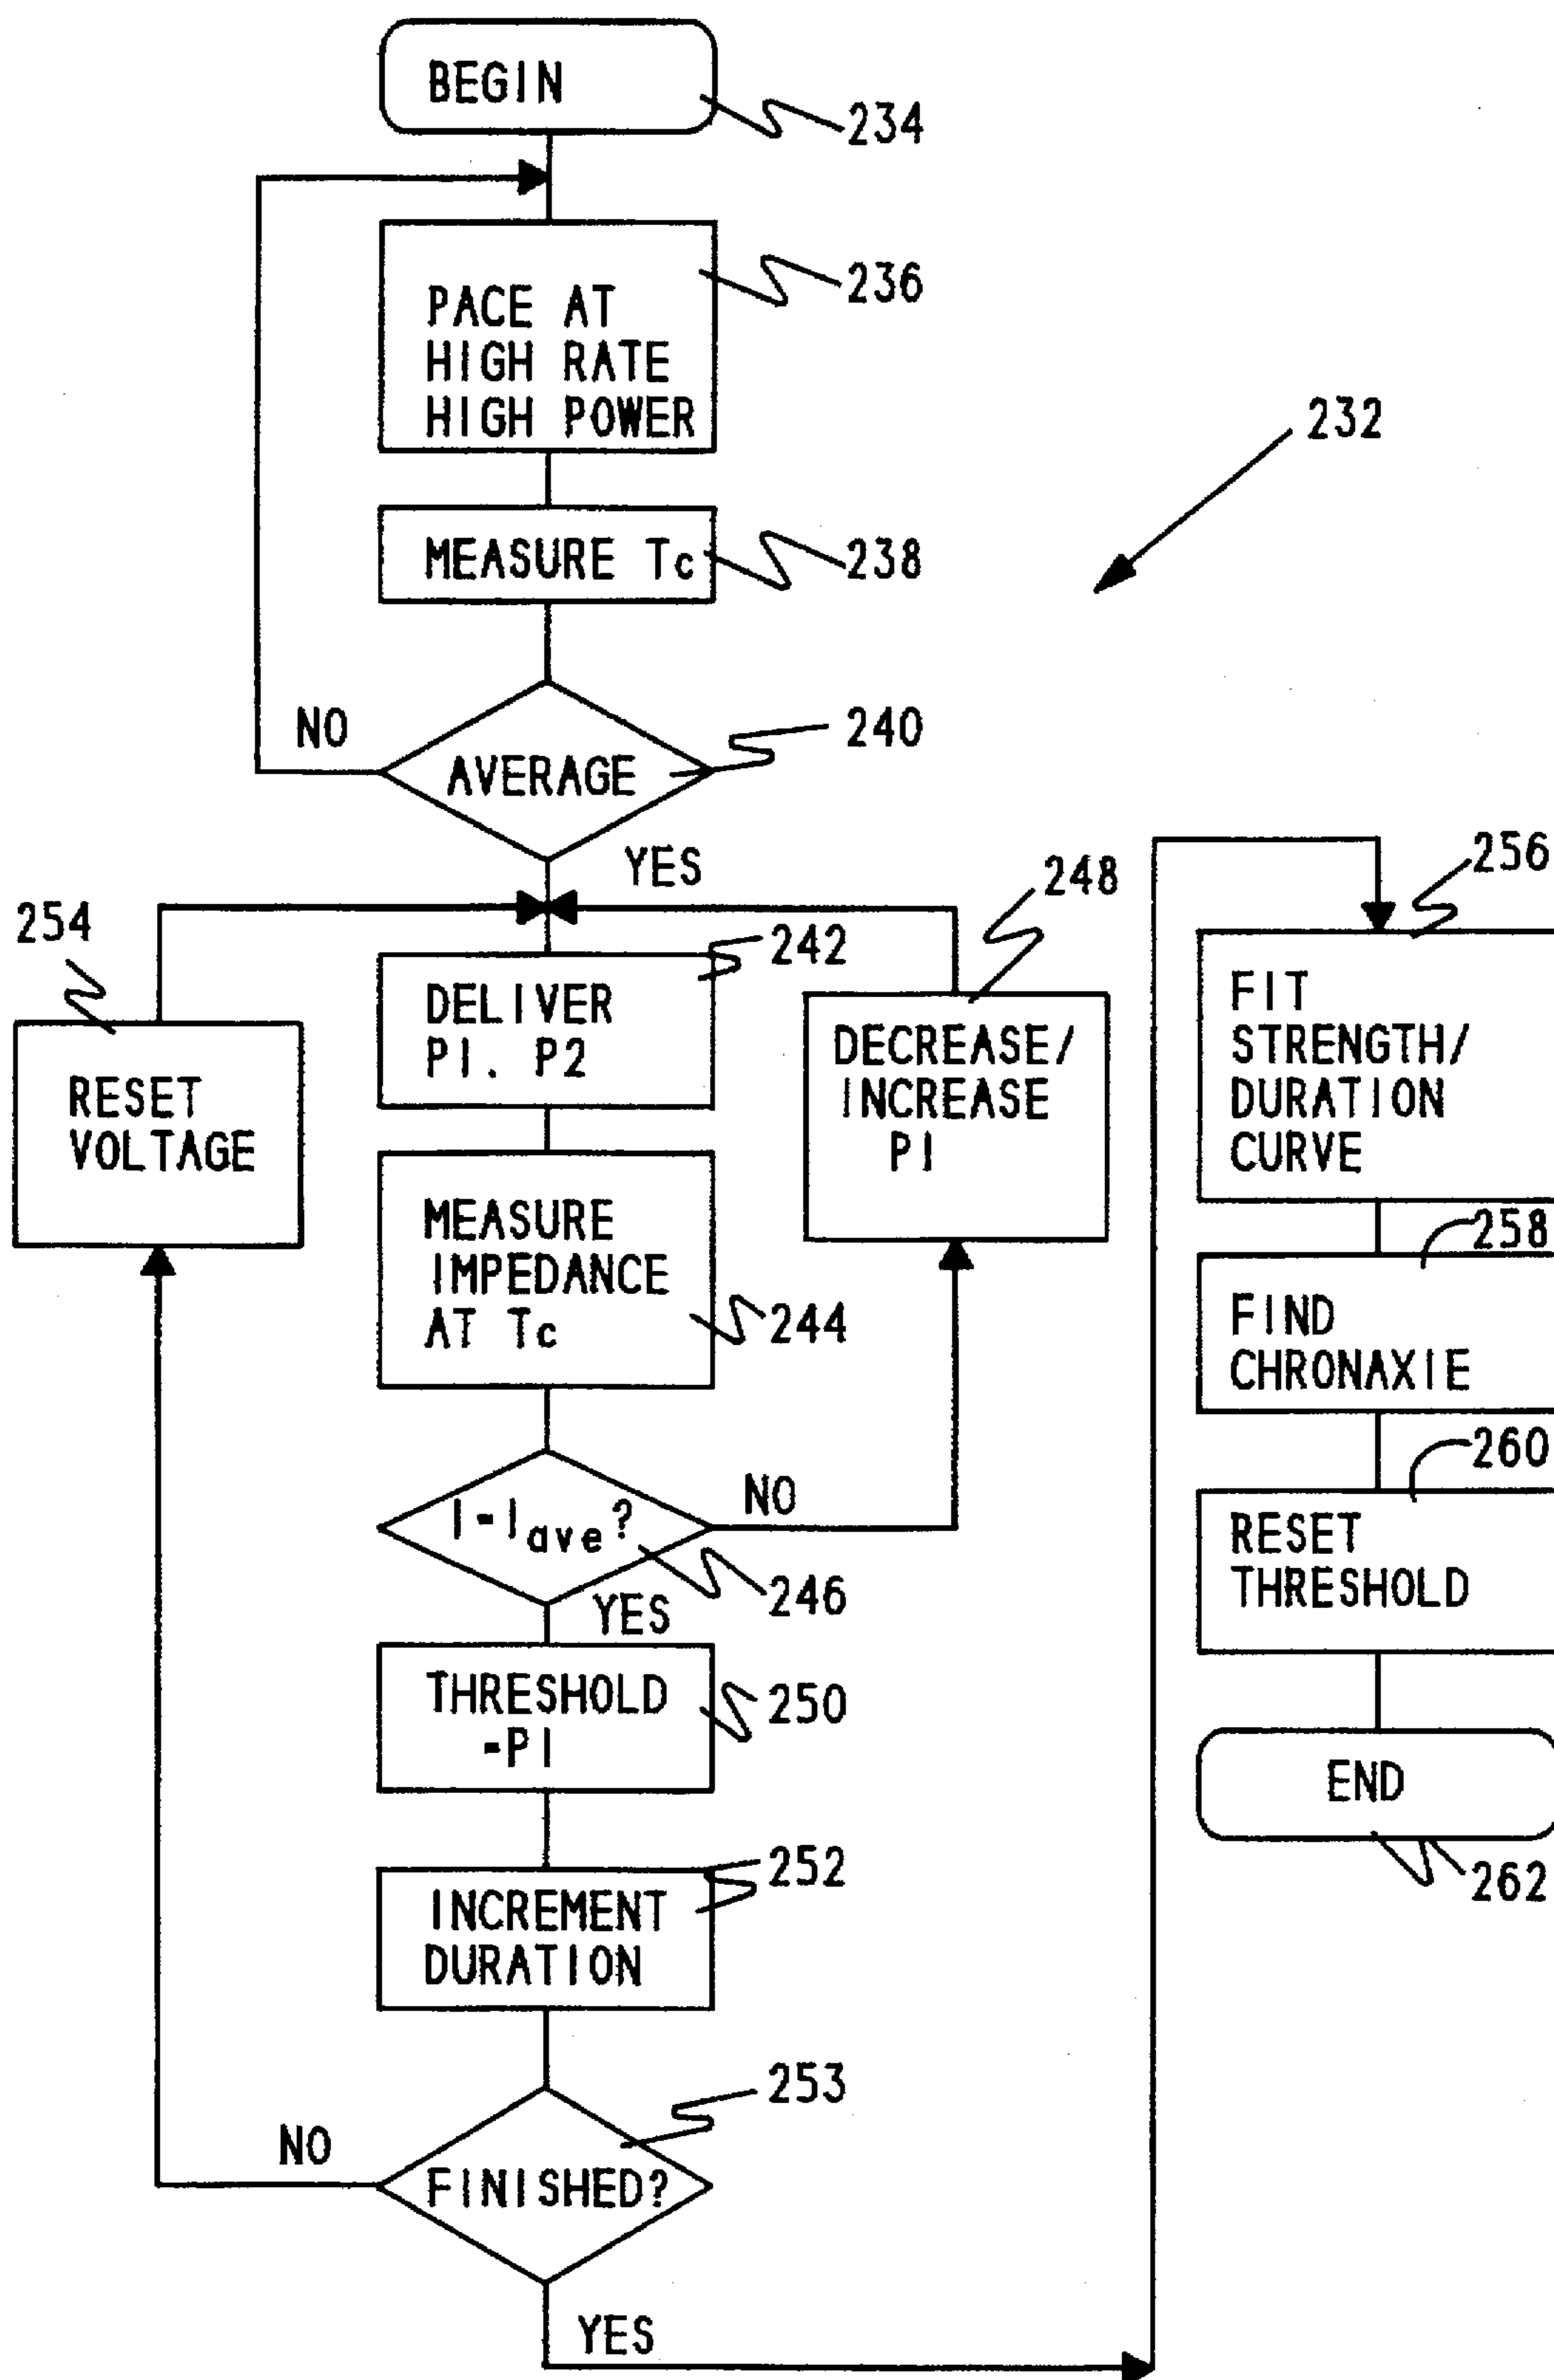 BEGIN
234
PACE AT
HIGH RATE
HIGH POWER
236
232
MEASURE Tc
238
NO
AVERAGE
240
YES
254
RESET
VOLTAGE
242
DELIVER
P1. P2
248
DECREASE/
INCREASE
P1
MEASURE
IMPEDANCE
AT Tc
244
I=Iave?
NO
246
YES
THRESHOLD
=P1
250
252
INCREMENT
DURATION
253
NO
FINISHED?
YES
256
FIT
STRENGTH/
DURATION
CURVE
258
FIND
CHRONAXIE
260
RESET
THRESHOLD
END
262